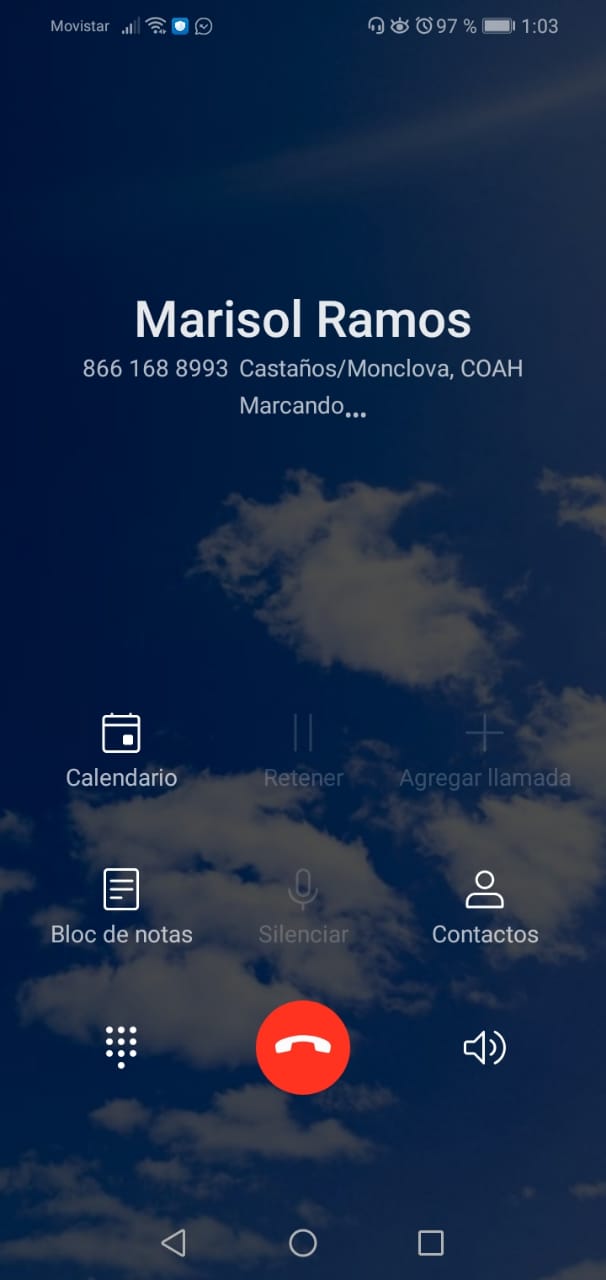 Movistar 97 % 1:03
Marisol Ramos
866 168 8993 Castaños/Monclova, COAH
Marcando...
Calendario Retener Agregar llamada
Bloc de notas Silenciar Contactos